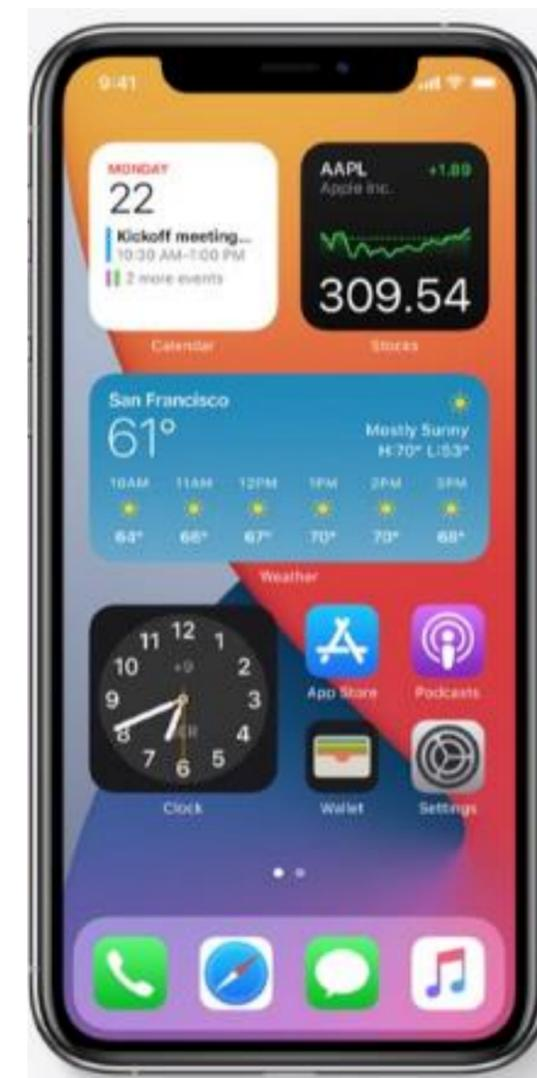 9:41
MONDAY
22
Kickoff meeting...
10:30 AM–1:00 PM
2 more events
Calendar
AAPL +1.89
Apple Inc.
309.54
Stocks
San Francisco
61°
Mostly Sunny
H:70° L:53°
10AM 11AM 12PM 1PM 2PM 3PM
64° 66° 67° 70° 70° 68°
Weather
12
11 1
10 +9 2
9 3
8 4
7 5
6
Clock
App Store Podcasts
Wallet Settings